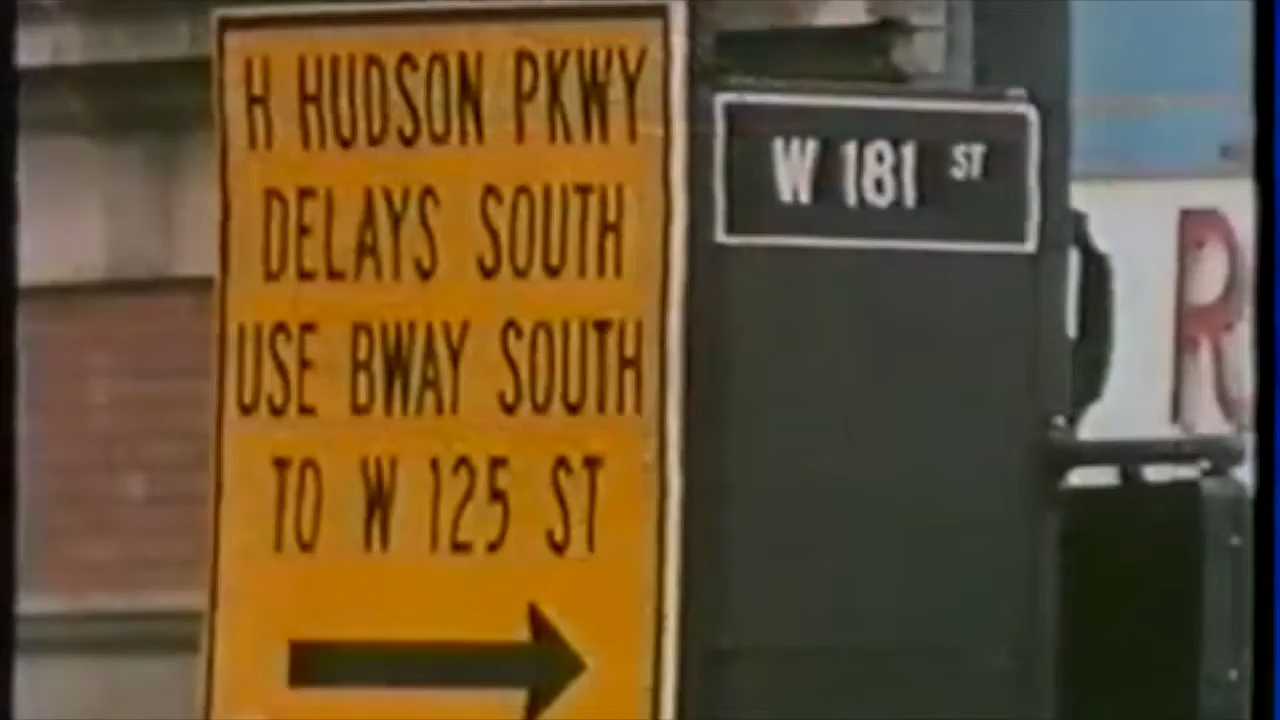 H HUDSON PKWY
DELAYS SOUTH
USE BWAY SOUTH
TO W 125 ST
W 181 ST
R